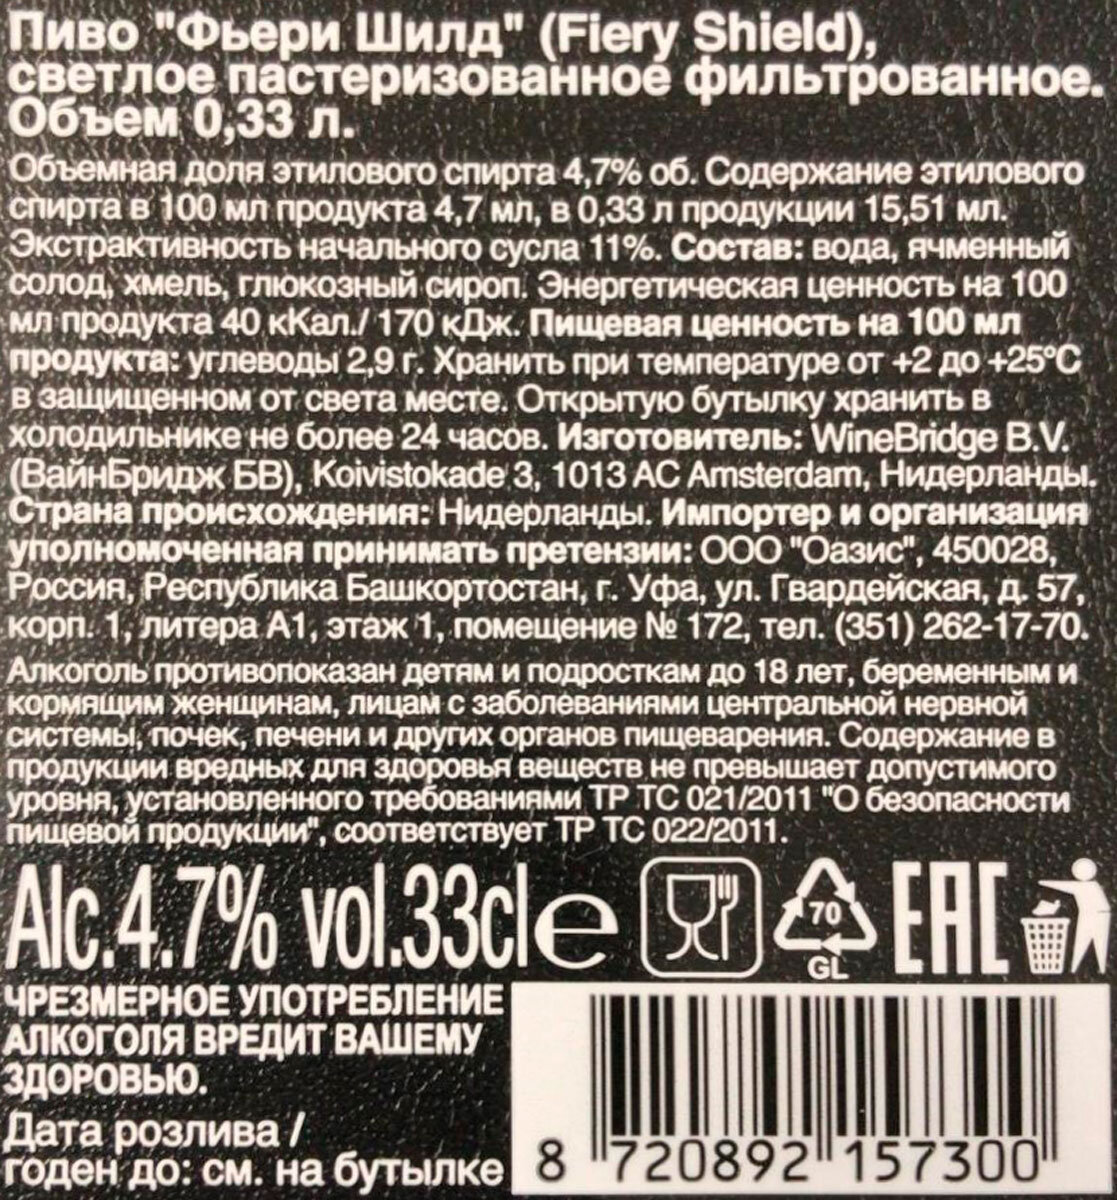 Пиво "Фьери Шилд" (Fiery Shield),
светлое пастеризованное фильтрованное.
Объем 0,33 л.
Объемная доля этилового спирта 4,7% об. Содержание этилового
спирта в 100 мл продукта 4,7 мл, в 0,33 л продукции 15,51 мл.
Экстрактивность начального сусла 11%. Состав: вода, ячменный
солод, хмель, глюкозный сироп. Энергетическая ценность на 100
мл продукта 40 кКал./ 170 кДж. Пищевая ценность на 100 мл
продукта: углеводы 2,9 г. Хранить при температуре от +2 до +25°С
в защищенном от света месте. Открытую бутылку хранить в
холодильнике не более 24 часов. Изготовитель: WineBridge B.V.
(ВайнБридж БВ), Koivistokade 3, 1013 AC Amsterdam, Нидерланды.
Страна происхождения: Нидерланды. Импортер и организация
уполномоченная принимать претензии: ООО "Оазис", 450028,
Россия, Республика Башкортостан, г. Уфа, ул. Гвардейская, д. 57,
корп. 1, литера А1, этаж 1, помещение № 172, тел. (351) 262-17-70.
Алкоголь противопоказан детям и подросткам до 18 лет, беременным и
кормящим женщинам, лицам с заболеваниями центральной нервной
системы, почек, печени и других органов пищеварения. Содержание в
продукции вредных для здоровья веществ не превышает допустимого
уровня, установленного требованиями ТР ТС 021/2011 "О безопасности
пищевой продукции", соответствует ТР ТС 022/2011.
Alc.4.7% vol.33cl e
70
GL
EAC
ЧРЕЗМЕРНОЕ УПОТРЕБЛЕНИЕ
АЛКОГОЛЯ ВРЕДИТ ВАШЕМУ
ЗДОРОВЬЮ.
Дата розлива /
годен до: см. на бутылке
8 720892 157300